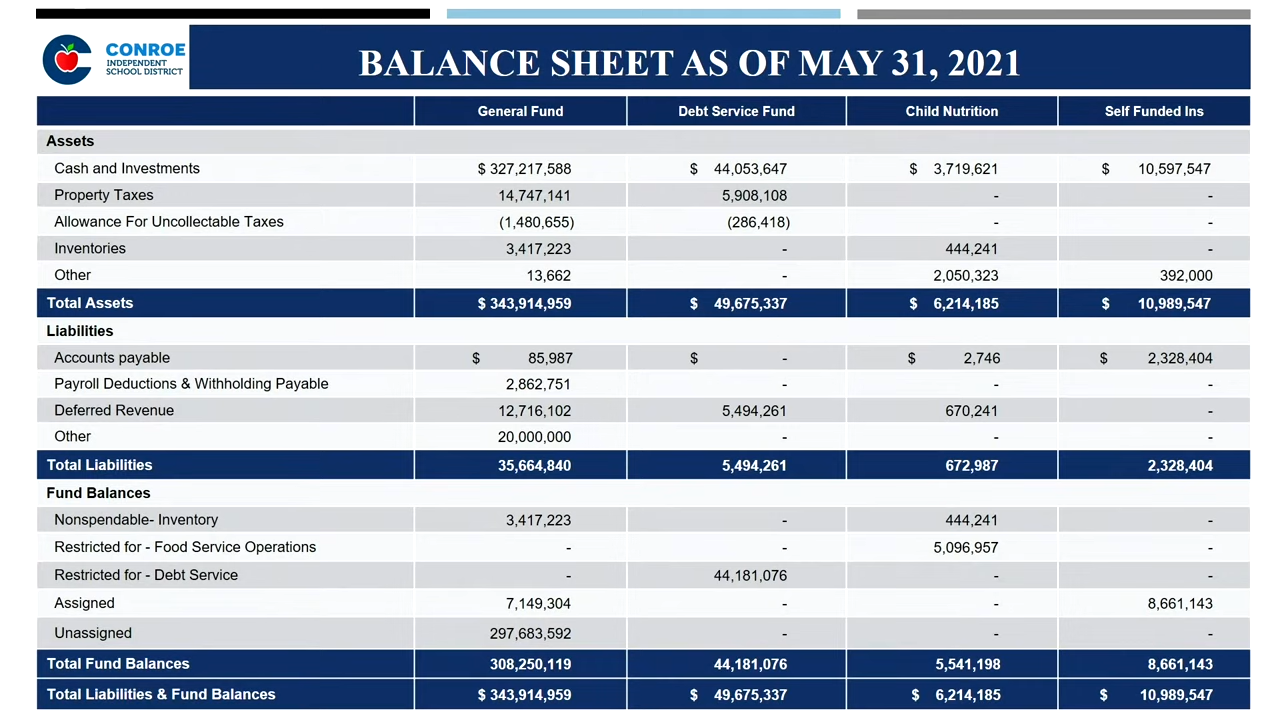 CONROE
INDEPENDENT
SCHOOL DISTRICT
BALANCE SHEET AS OF MAY 31, 2021
General Fund Debt Service Fund Child Nutrition Self Funded Ins
Assets
Cash and Investments $ 327,217,588 $ 44,053,647 $ 3,719,621 $ 10,597,547
Property Taxes 14,747,141 5,908,108 - -
Allowance For Uncollectable Taxes (1,480,655) (286,418) - -
Inventories 3,417,223 - 444,241 -
Other 13,662 - 2,050,323 392,000
Total Assets $ 343,914,959 $ 49,675,337 $ 6,214,185 $ 10,989,547
Liabilities
Accounts payable $ 85,987 $ - $ 2,746 $ 2,328,404
Payroll Deductions & Withholding Payable 2,862,751 - - -
Deferred Revenue 12,716,102 5,494,261 670,241 -
Other 20,000,000 - - -
Total Liabilities 35,664,840 5,494,261 672,987 2,328,404
Fund Balances
Nonspendable- Inventory 3,417,223 - 444,241 -
Restricted for - Food Service Operations - - 5,096,957 -
Restricted for - Debt Service - 44,181,076 - -
Assigned 7,149,304 - - 8,661,143
Unassigned 297,683,592 - - -
Total Fund Balances 308,250,119 44,181,076 5,541,198 8,661,143
Total Liabilities & Fund Balances $ 343,914,959 $ 49,675,337 $ 6,214,185 $ 10,989,547